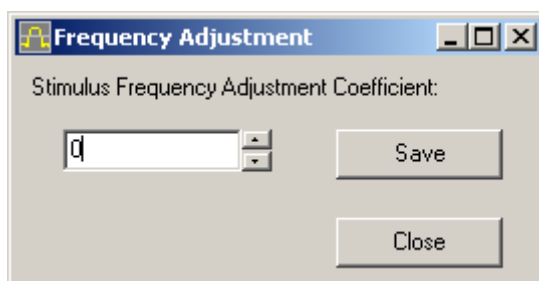 Frequency Adjustment
Stimulus Frequency Adjustment Coefficient:
0
Save
Close